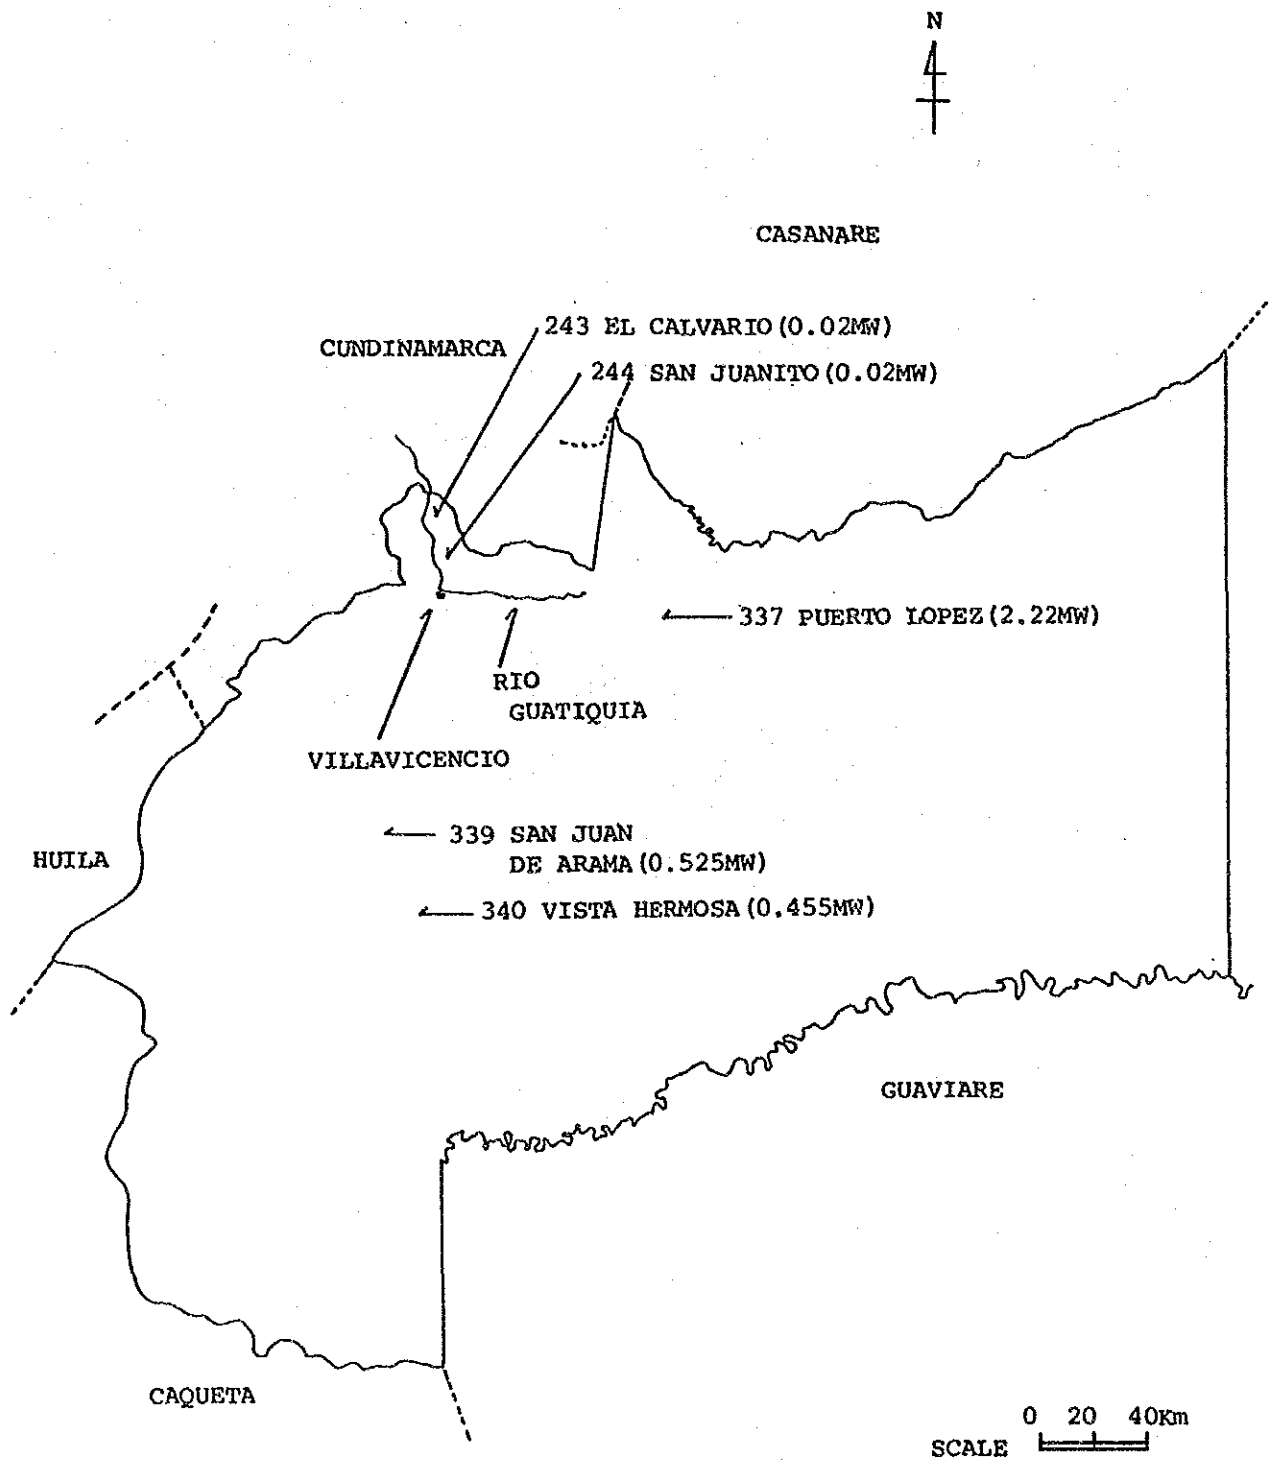 N
CASANARE
243 EL CALVARIO (0.02MW)
CUNDINAMARCA
244 SAN JUANITO (0.02MW)
337 PUERTO LOPEZ (2.22MW)
RIO
GUATIQUIA
VILLAVICENCIO
339 SAN JUAN
DE ARAMA (0.525MW)
HUILA
340 VISTA HERMOSA (0.455MW)
GUAVIARE
CAQUETA
0 20 40Km
SCALE